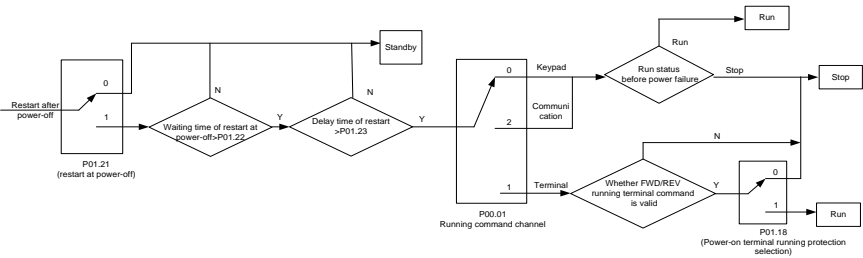 Restart after
power-off
0
1
P01.21
(restart at power-off)
N
Waiting time of restart at
power-off>P01.22
Y
N
Delay time of restart
>P01.23
Y
Standby
0
2
1
P00.01
Running command channel
Keypad
Communi
cation
Terminal
Run status
before power failure
Run
Run
Stop
Stop
N
Whether FWD/REV
running terminal command
is valid
Y
0
1
P01.18
(Power-on terminal running protection
selection)
Run